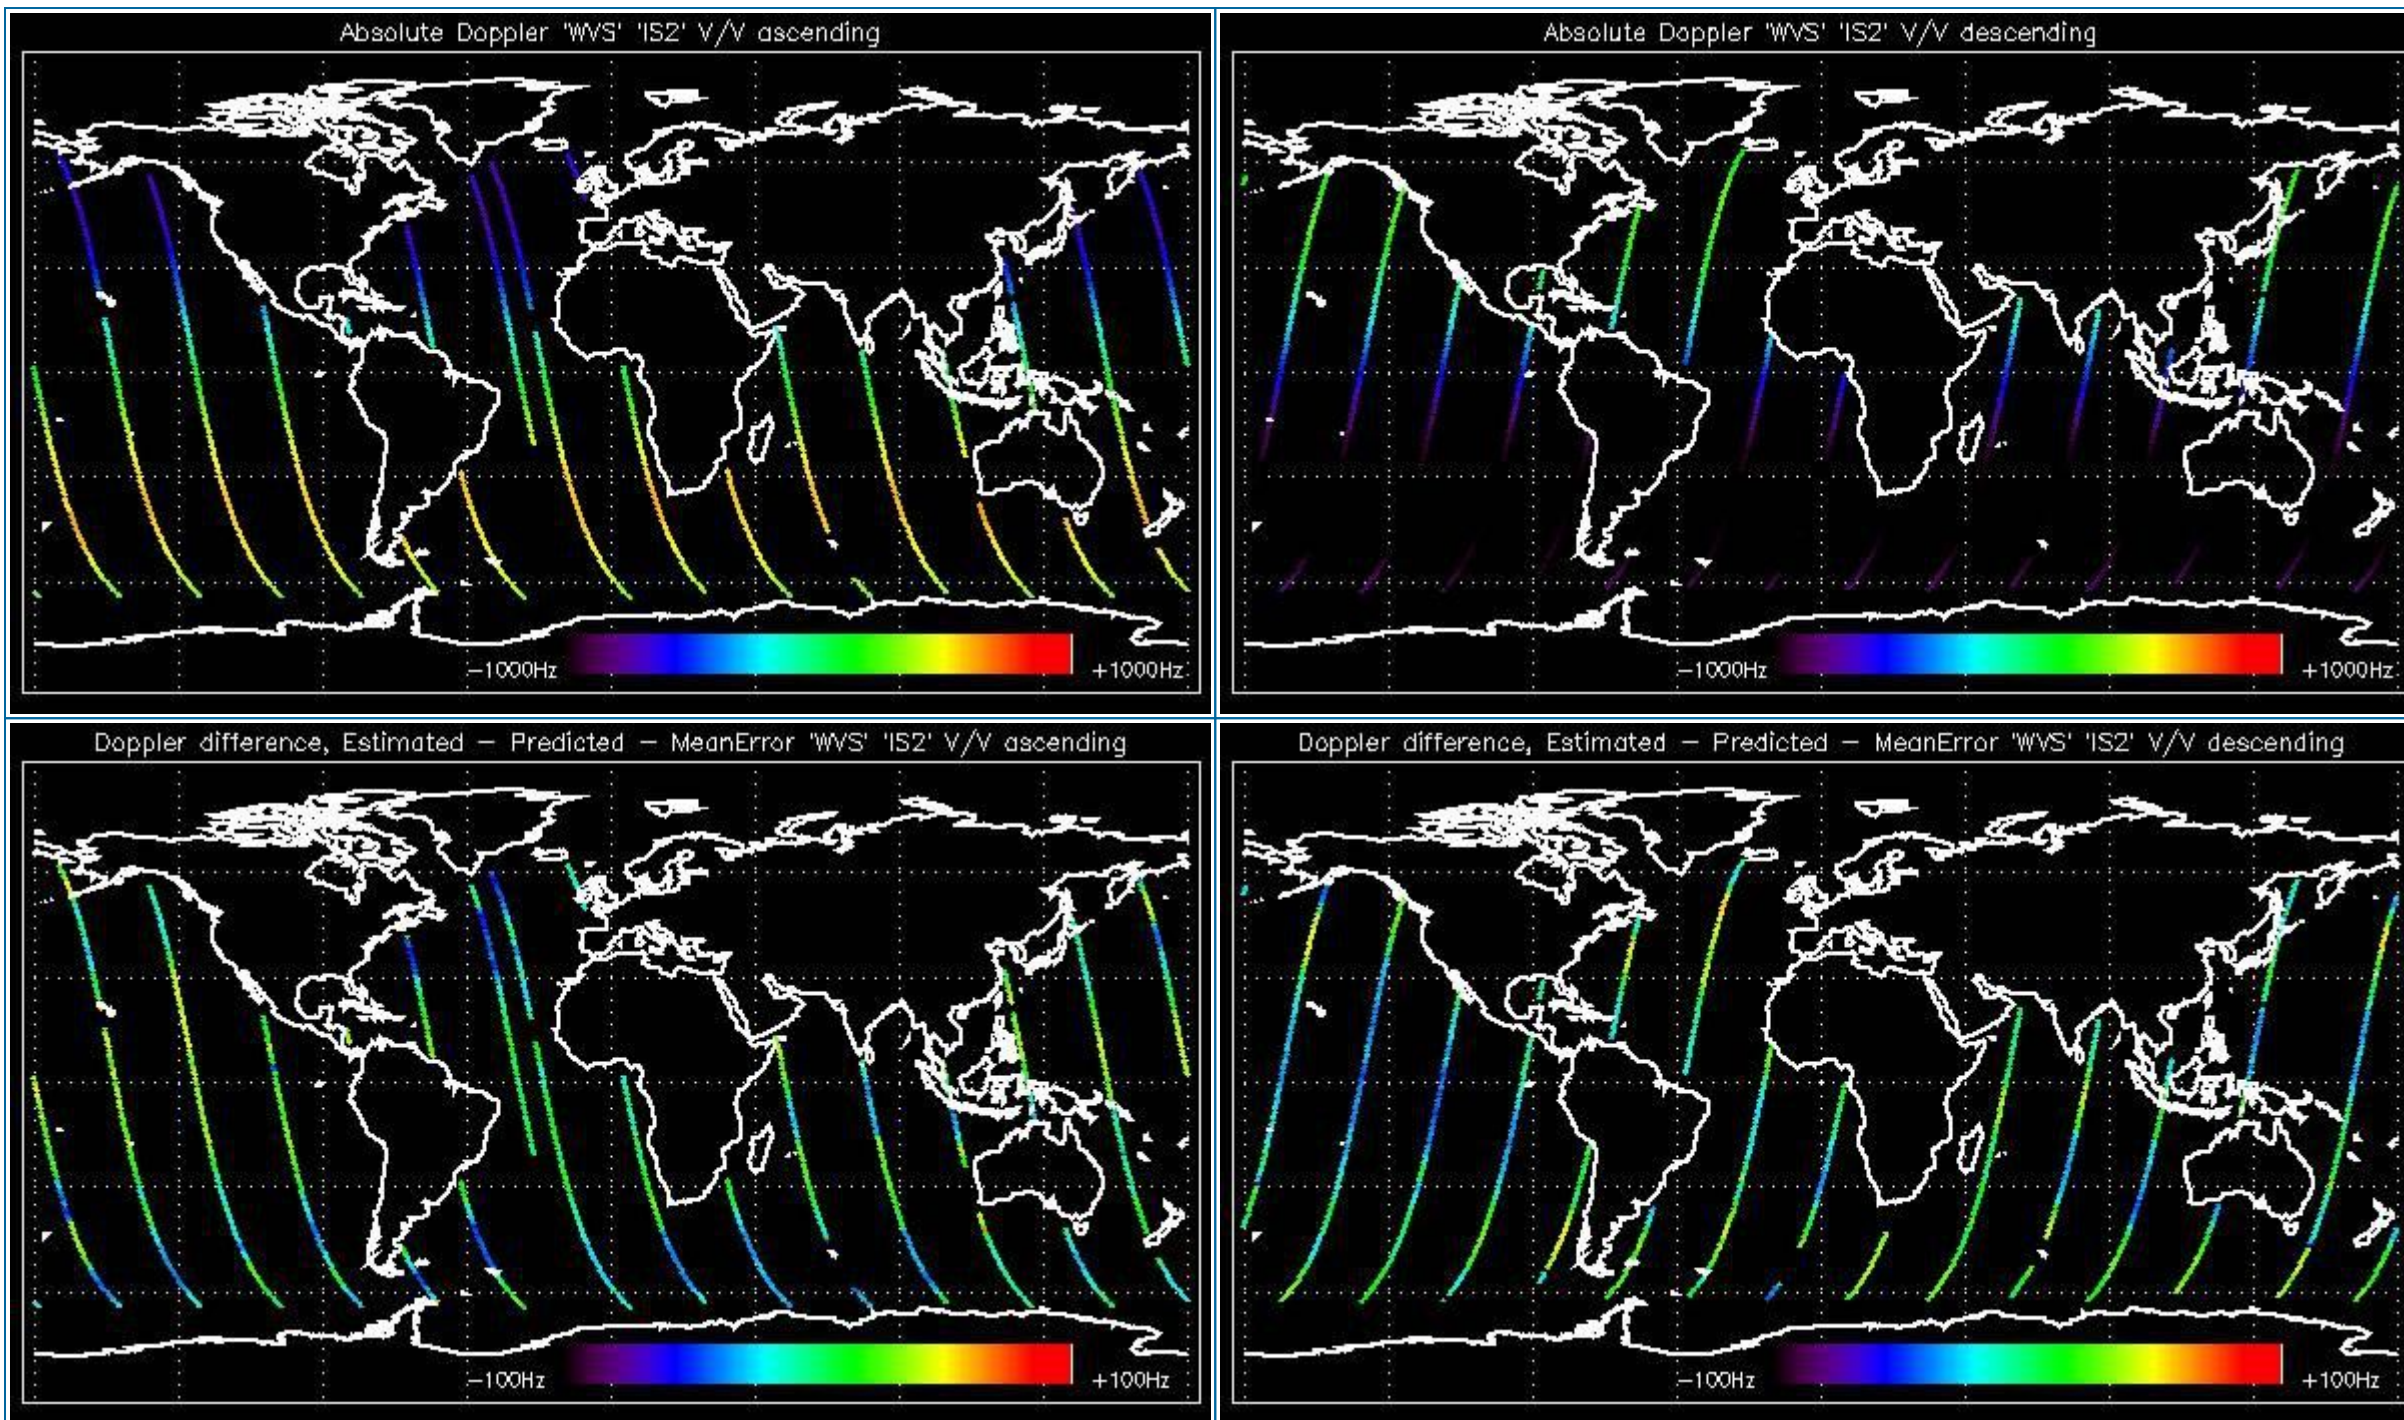 Absolute Doppler 'WVS' 'IS2' V/V ascending
-1000Hz
+1000Hz
Absolute Doppler 'WVS' 'IS2' V/V descending
-1000Hz
+1000Hz
Doppler difference, Estimated - Predicted - MeanError 'WVS' 'IS2' V/V ascending
-100Hz
+100Hz
Doppler difference, Estimated - Predicted - MeanError 'WVS' 'IS2' V/V descending
-100Hz
+100Hz